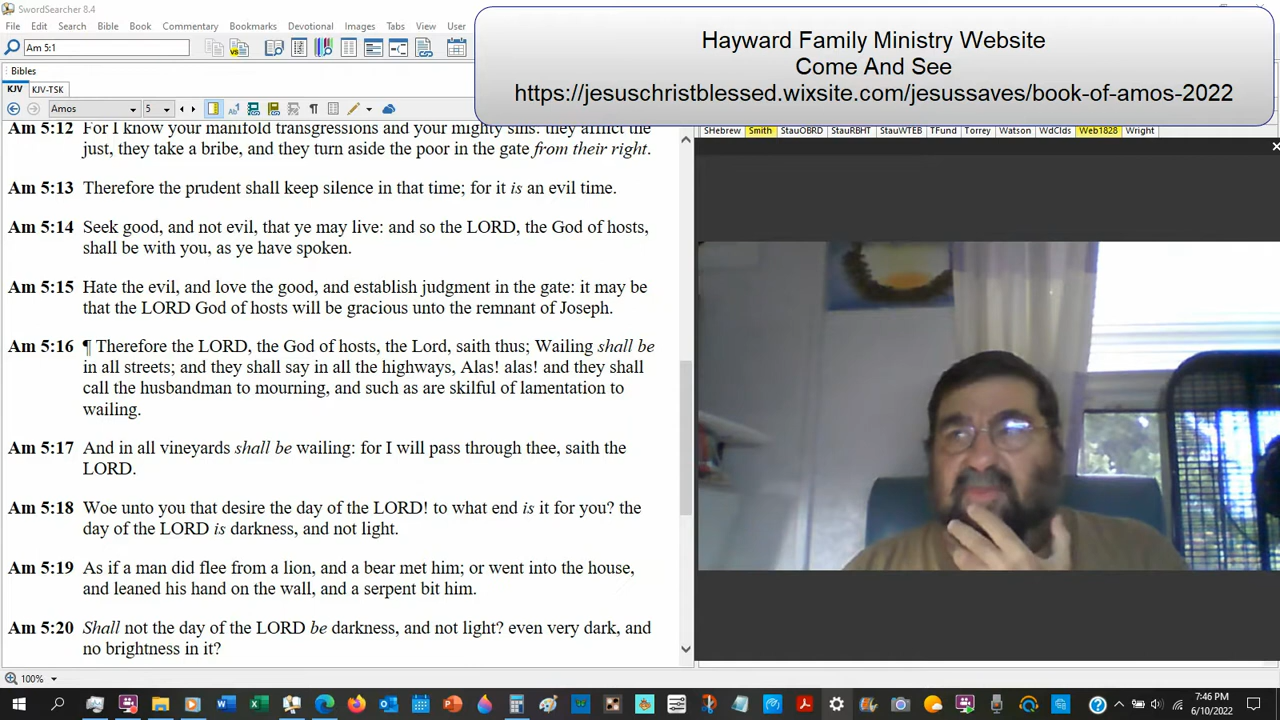 SwordSearcher 8.4
File Edit Search Bible Book Commentary Bookmarks Devotional Images Tabs View User
Am 5:1
Bibles
KJV KJV-TSK
Amos 5
Hayward Family Ministry Website
Come And See
https://jesuschristblessed.wixsite.com/jesussaves/book-of-amos-2022
SHebrew Smith StauOBRD StauRBHT StauWTEB TFund Torrey Watson WdClds Web1828 Wright
Am 5:12 For I know your manifold transgressions and your mighty sins: they afflict the
just, they take a bribe, and they turn aside the poor in the gate from their right.
Am 5:13 Therefore the prudent shall keep silence in that time; for it is an evil time.
Am 5:14 Seek good, and not evil, that ye may live: and so the LORD, the God of hosts,
shall be with you, as ye have spoken.
Am 5:15 Hate the evil, and love the good, and establish judgment in the gate: it may be
that the LORD God of hosts will be gracious unto the remnant of Joseph.
Am 5:16 ¶ Therefore the LORD, the God of hosts, the Lord, saith thus; Wailing shall be
in all streets; and they shall say in all the highways, Alas! alas! and they shall
call the husbandman to mourning, and such as are skilful of lamentation to
wailing.
Am 5:17 And in all vineyards shall be wailing: for I will pass through thee, saith the
LORD.
Am 5:18 Woe unto you that desire the day of the LORD! to what end is it for you? the
day of the LORD is darkness, and not light.
Am 5:19 As if a man did flee from a lion, and a bear met him; or went into the house,
and leaned his hand on the wall, and a serpent bit him.
Am 5:20 Shall not the day of the LORD be darkness, and not light? even very dark, and
no brightness in it?
100%
7:46 PM
6/10/2022